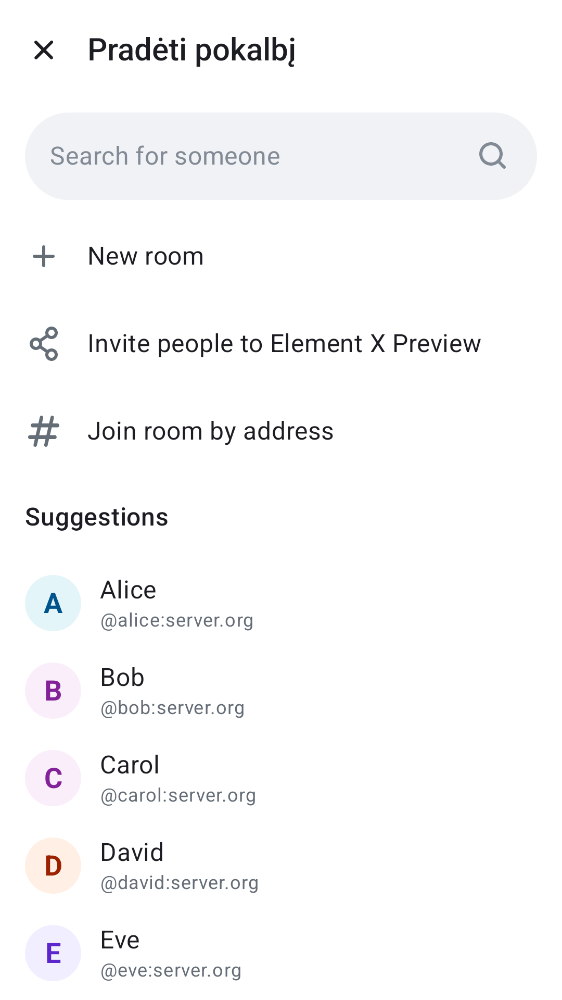 Pradėti pokalbį
Search for someone
New room
Invite people to Element X Preview
Join room by address
Suggestions
A
Alice
@alice:server.org
B
Bob
@bob:server.org
C
Carol
@carol:server.org
D
David
@david:server.org
E
Eve
@eve:server.org